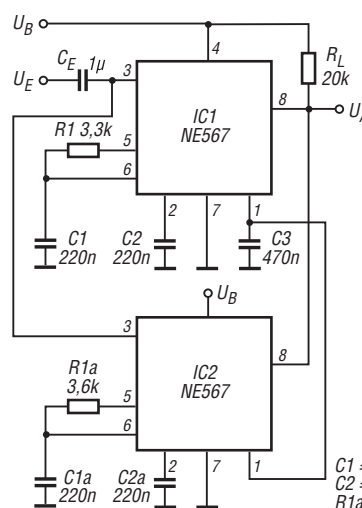 U_B
C_E
1µ
4
R_L
20k
U_E
3
IC1
NE567
8
R1 3,3k
5
6
2
7
1
C1
220n
C2
220n
C3
470n
U_B
3
IC2
NE567
8
R1a
3,6k
5
6
2
7
1
C1a
220n
C2a
220n
C1 =
C2 =
R1a